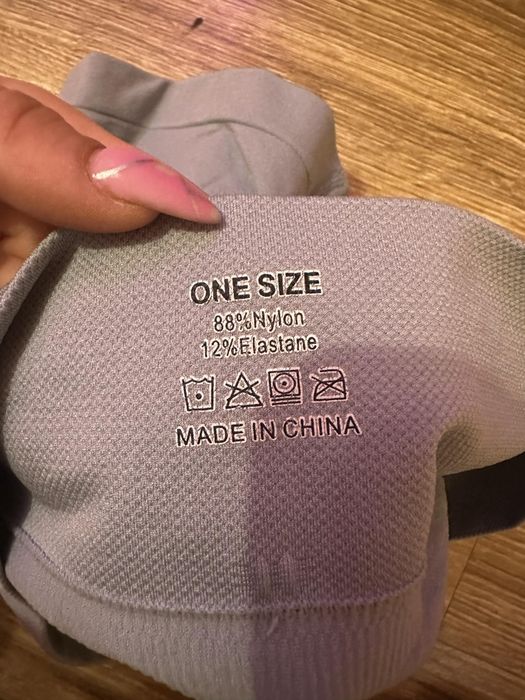 ONE SIZE
88%Nylon
12%Elastane
MADE IN CHINA